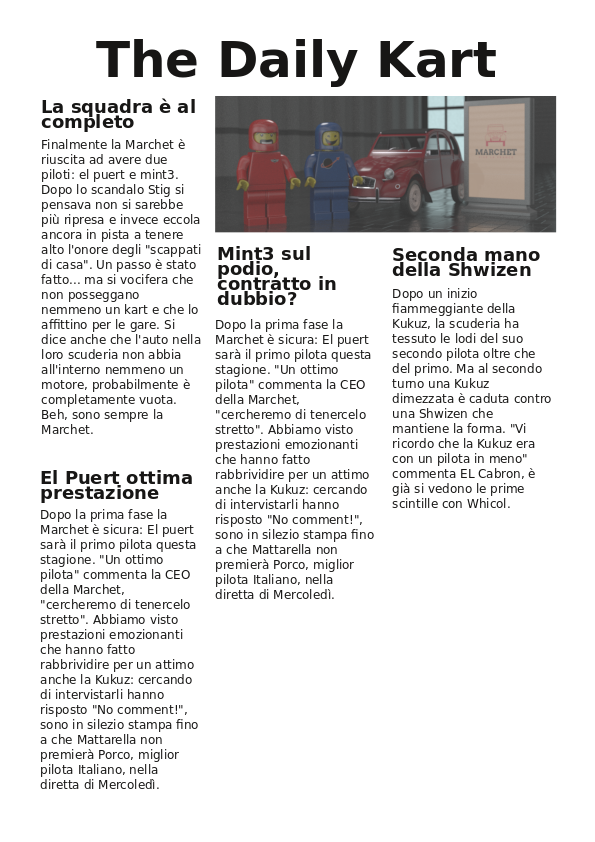 The Daily Kart
La squadra è al
completo
Finalmente la Marchet è
riuscita ad avere due
piloti: el puert e mint3.
Dopo lo scandalo Stig si
pensava non si sarebbe
più ripresa e invece eccola
ancora in pista a tenere
alto l'onore degli "scappati
di casa". Un passo è stato
fatto... ma si vocifera che
non posseggano
nemmeno un kart e che lo
affittino per le gare. Si
dice anche che l'auto nella
loro scuderia non abbia
all'interno nemmeno un
motore, probabilmente è
completamente vuota.
Beh, sono sempre la
Marchet.
El Puert ottima
prestazione
Dopo la prima fase la
Marchet è sicura: El puert
sarà il primo pilota questa
stagione. "Un ottimo
pilota" commenta la CEO
della Marchet,
"cercheremo di tenercelo
stretto". Abbiamo visto
prestazioni emozionanti
che hanno fatto
rabbrividire per un attimo
anche la Kukuz: cercando
di intervistarli hanno
risposto "No comment!",
sono in silezio stampa fino
a che Mattarella non
premierà Porco, miglior
pilota Italiano, nella
diretta di Mercoledì.
MARCHET
Mint3 sul
podio,
contratto in
dubbio?
Dopo la prima fase la
Marchet è sicura: El puert
sarà il primo pilota questa
stagione. "Un ottimo
pilota" commenta la CEO
della Marchet,
"cercheremo di tenercelo
stretto". Abbiamo visto
prestazioni emozionanti
che hanno fatto
rabbrividire per un attimo
anche la Kukuz: cercando
di intervistarli hanno
risposto "No comment!",
sono in silezio stampa fino
a che Mattarella non
premierà Porco, miglior
pilota Italiano, nella
diretta di Mercoledì.
Seconda mano
della Shwizen
Dopo un inizio
fiammeggiante della
Kukuz, la scuderia ha
tessuto le lodi del suo
secondo pilota oltre che
del primo. Ma al secondo
turno una Kukuz
dimezzata è caduta contro
una Shwizen che
mantiene la forma. "Vi
ricordo che la Kukuz era
con un pilota in meno"
commenta EL Cabron, è
già si vedono le prime
scintille con Whicol.